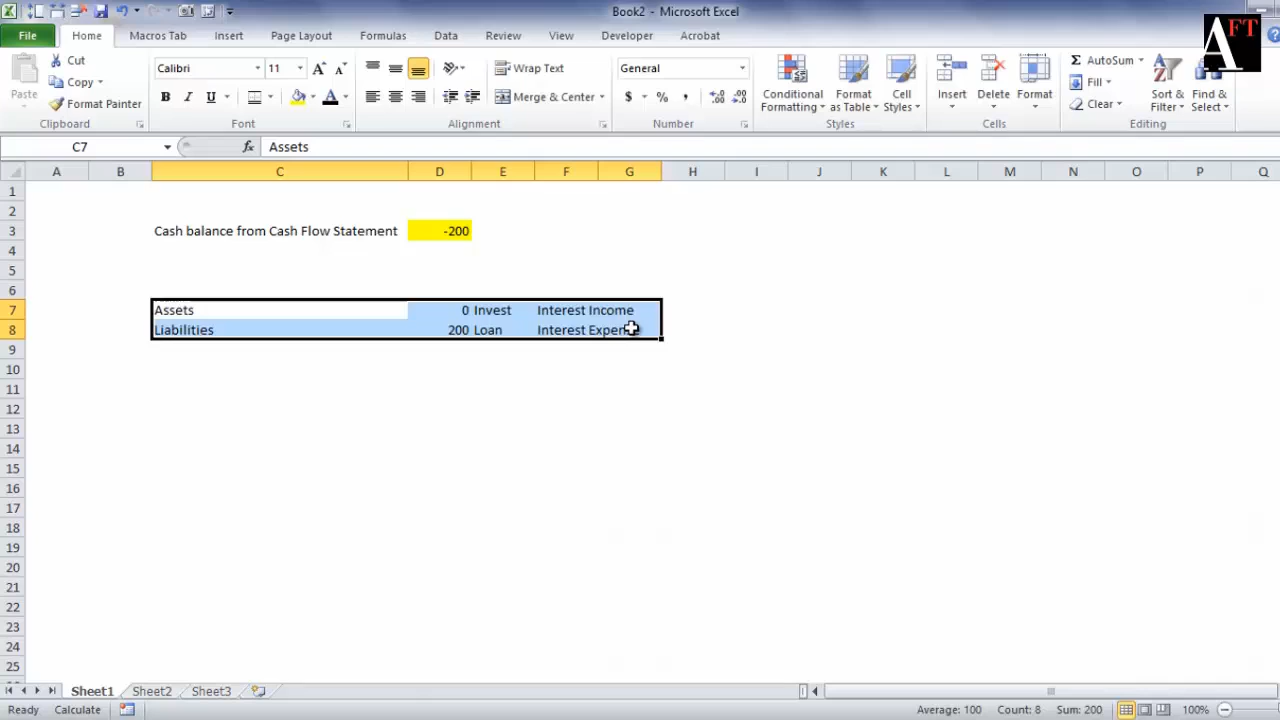 Book2 - Microsoft Excel
AFT
File Home Macros Tab Insert Page Layout Formulas Data Review View Developer Acrobat
Paste Cut Copy Format Painter Clipboard
Calibri 11 B I U A Font
Wrap Text Merge & Center Alignment
General $ % , Number
Conditional Formatting Format as Table Cell Styles Styles
Insert Delete Format Cells
Σ AutoSum Fill Clear Sort & Filter Find & Select Editing
C7 fx Assets
A B C D E F G H I J K L M N O P Q
1
2
3 Cash balance from Cash Flow Statement -200
4
5
6
7 Assets 0 Invest Interest Income
8 Liabilities 200 Loan Interest
9
10
11
12
13
14
15
16
17
18
19
20
21
22
23
24
25
Sheet1 Sheet2 Sheet3
Ready Calculate Average: 100 Count: 8 Sum: 200 100%